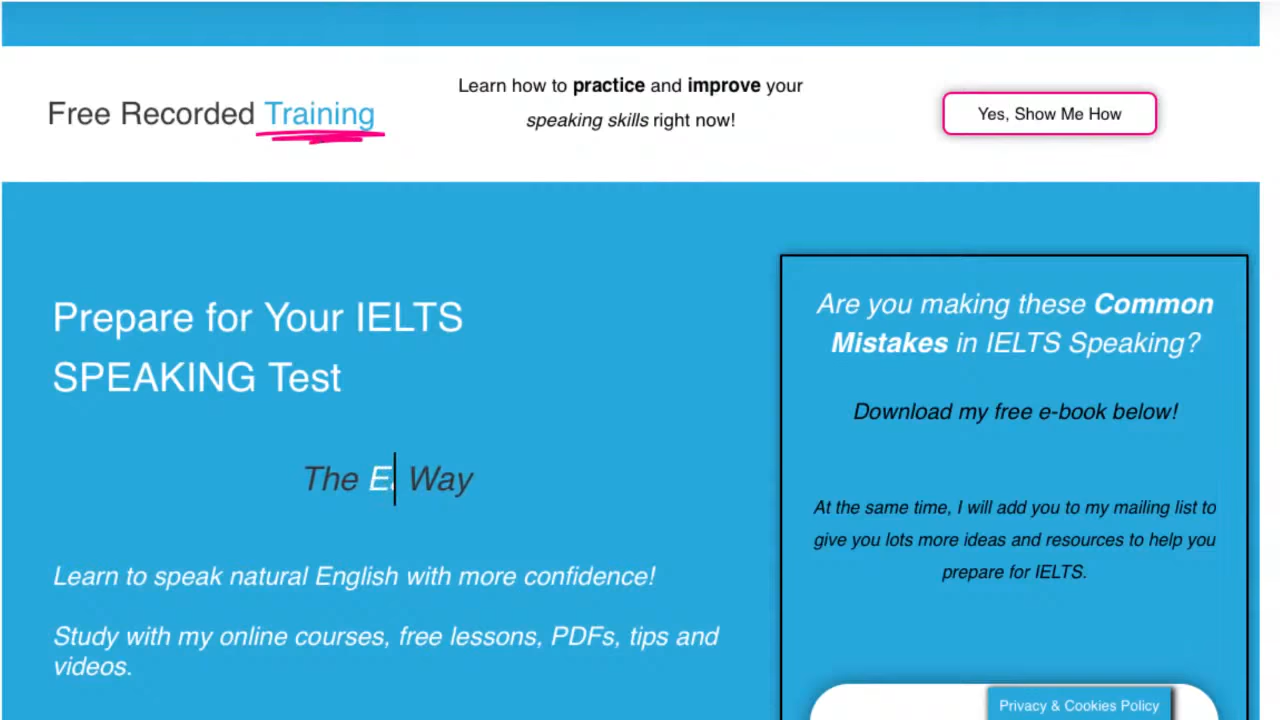 Free Recorded Training
Learn how to practice and improve your
speaking skills right now!
Yes, Show Me How
Prepare for Your IELTS
SPEAKING Test
The E Way
Learn to speak natural English with more confidence!
Study with my online courses, free lessons, PDFs, tips and
videos.
Are you making these Common
Mistakes in IELTS Speaking?
Download my free e-book below!
At the same time, I will add you to my mailing list to
give you lots more ideas and resources to help you
prepare for IELTS.
Privacy & Cookies Policy